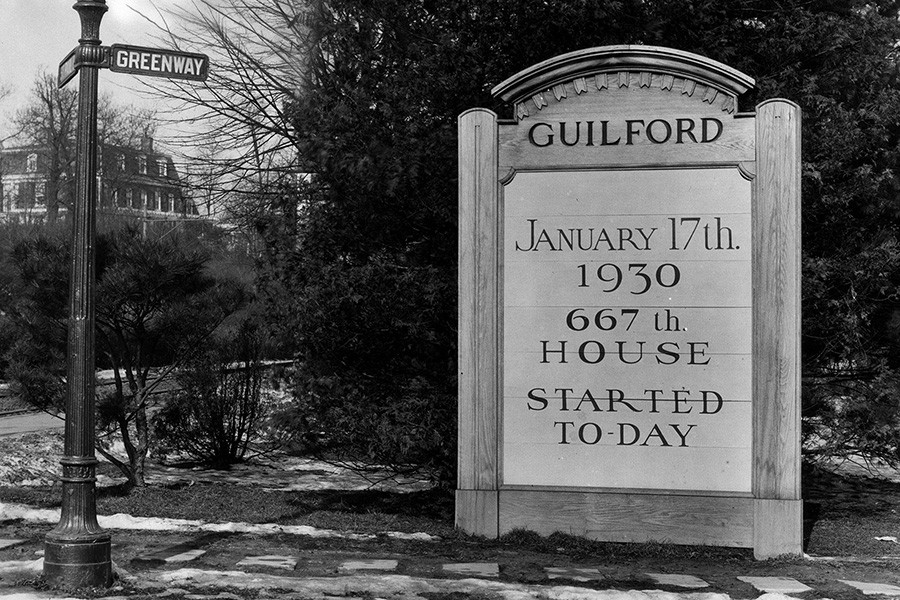 GREENWAY
GUILFORD
JANUARY 17th.
1930
667 th.
HOUSE
STARTED
TO-DAY